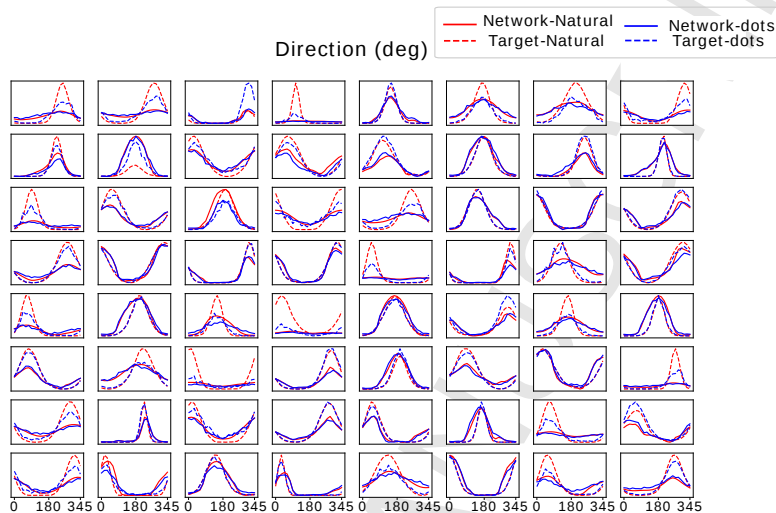 Network-Natural Network-dots
Target-Natural Target-dots
Direction (deg)
0 180 345 0 180 345 0 180 345 0 180 345 0 180 345 0 180 345 0 180 345 0 180 345